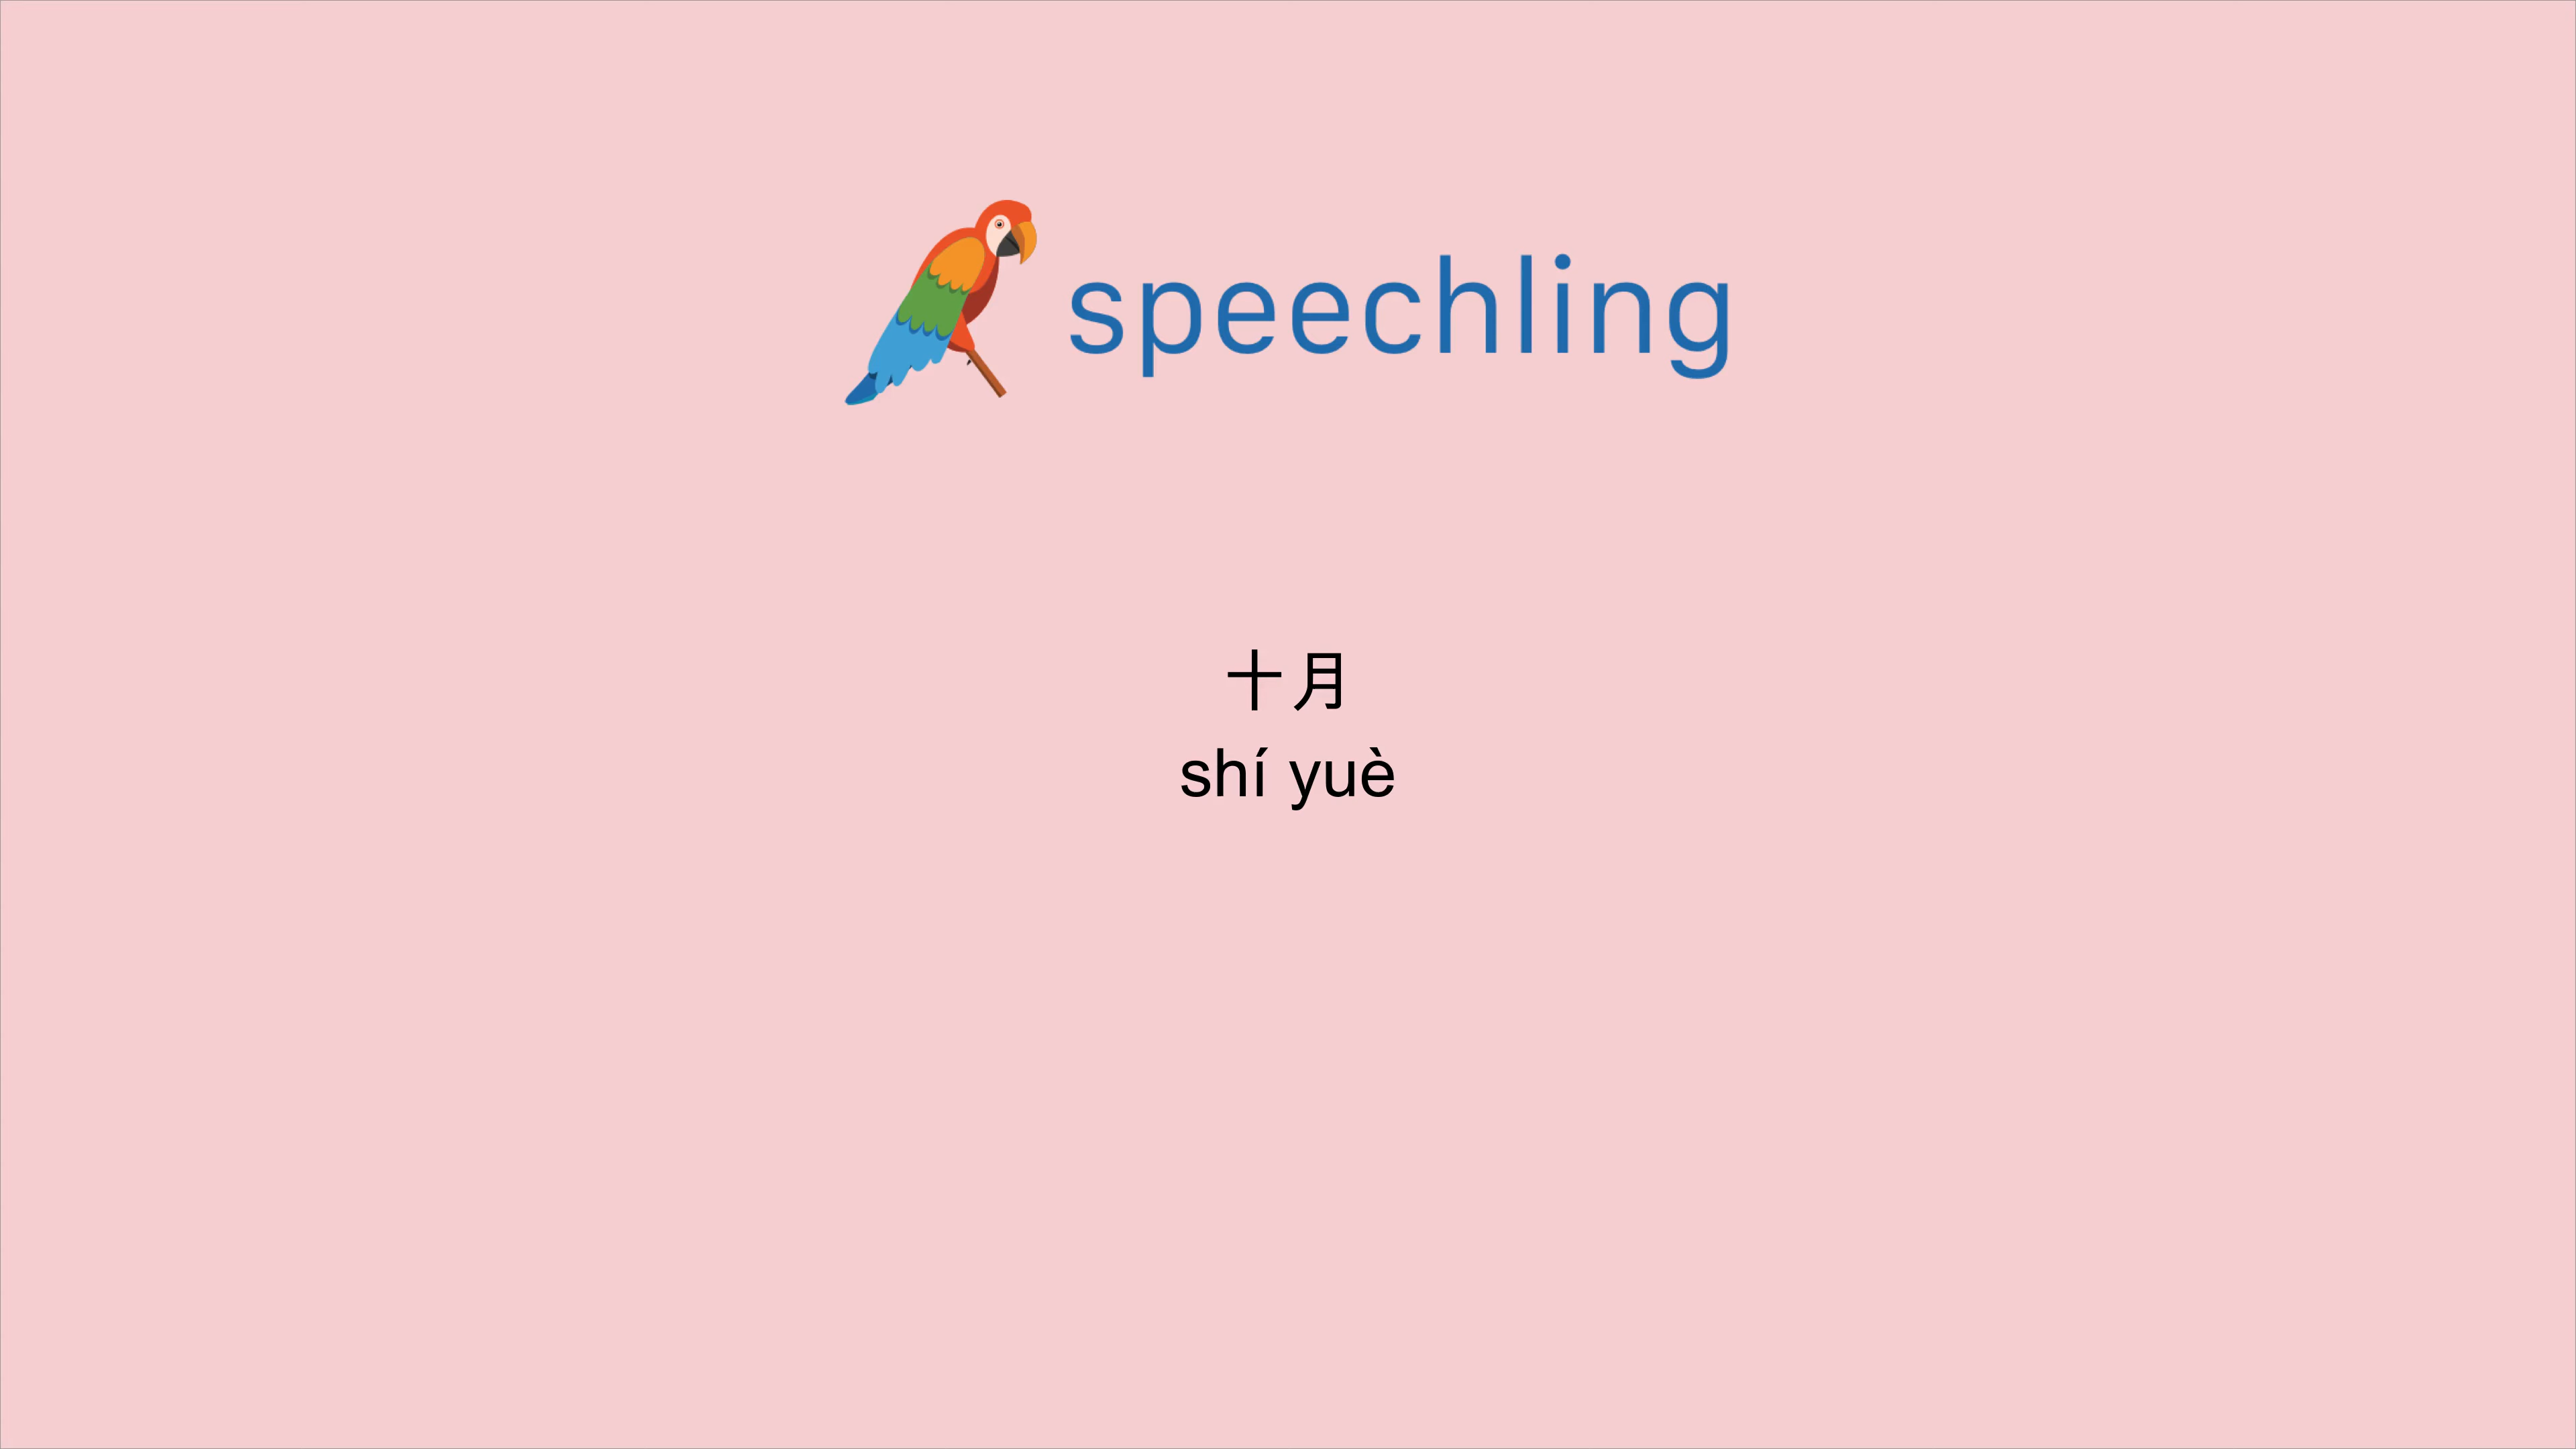 speechling
十月
shí yuè